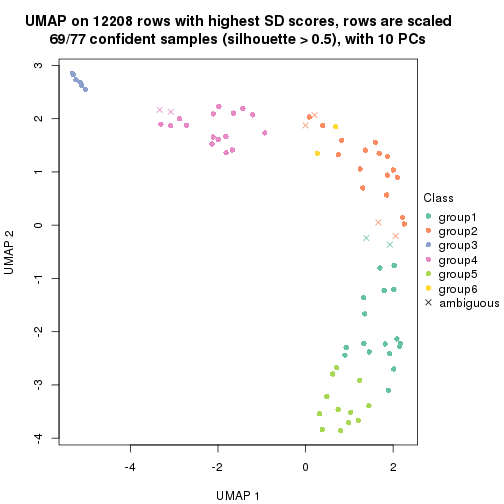 UMAP on 12208 rows with highest SD scores, rows are scaled
69/77 confident samples (silhouette > 0.5), with 10 PCs
3
2
1
0
-1
-2
-3
-4
UMAP 2
-4
-2
0
2
UMAP 1
Class
group1
group2
group3
group4
group5
group6
ambiguous